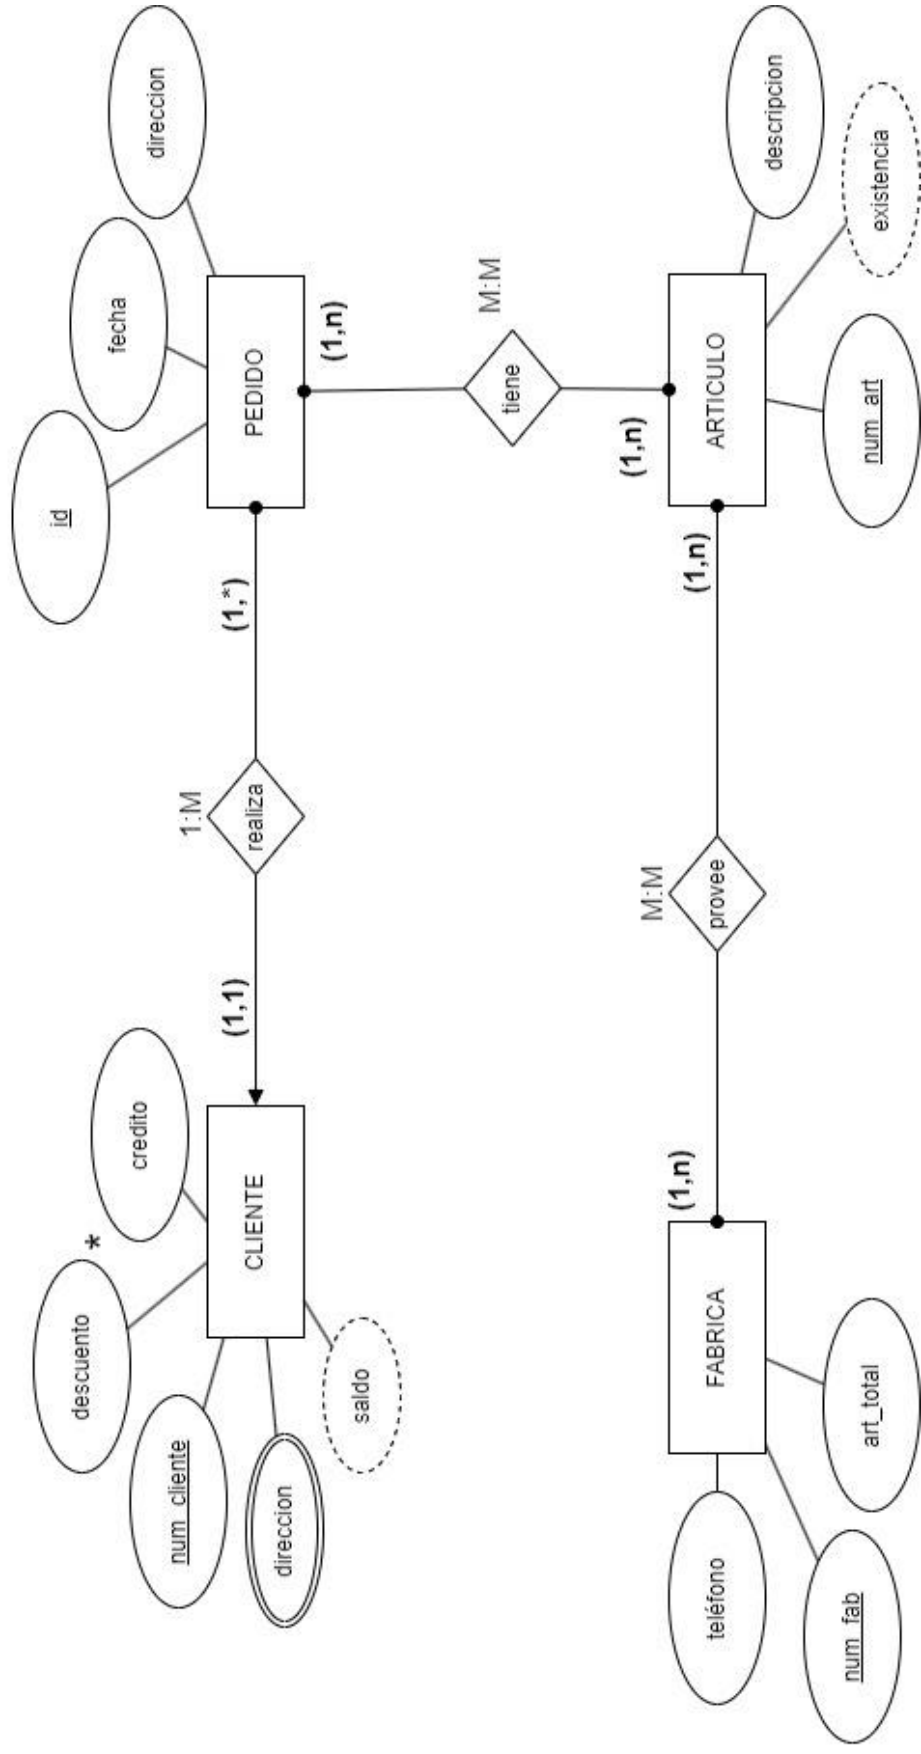 id
descuento
*
fecha
credito
direccion
num_cliente
1:M
(1,1)
(1,*)
CLIENTE
realiza
PEDIDO
direccion
(1,n)
saldo
M:M
tiene
(1,n)
M:M
(1,n)
(1,n)
teléfono
FABRICA
provee
ARTICULO
descripcion
num_fab
art_total
num_art
existencia